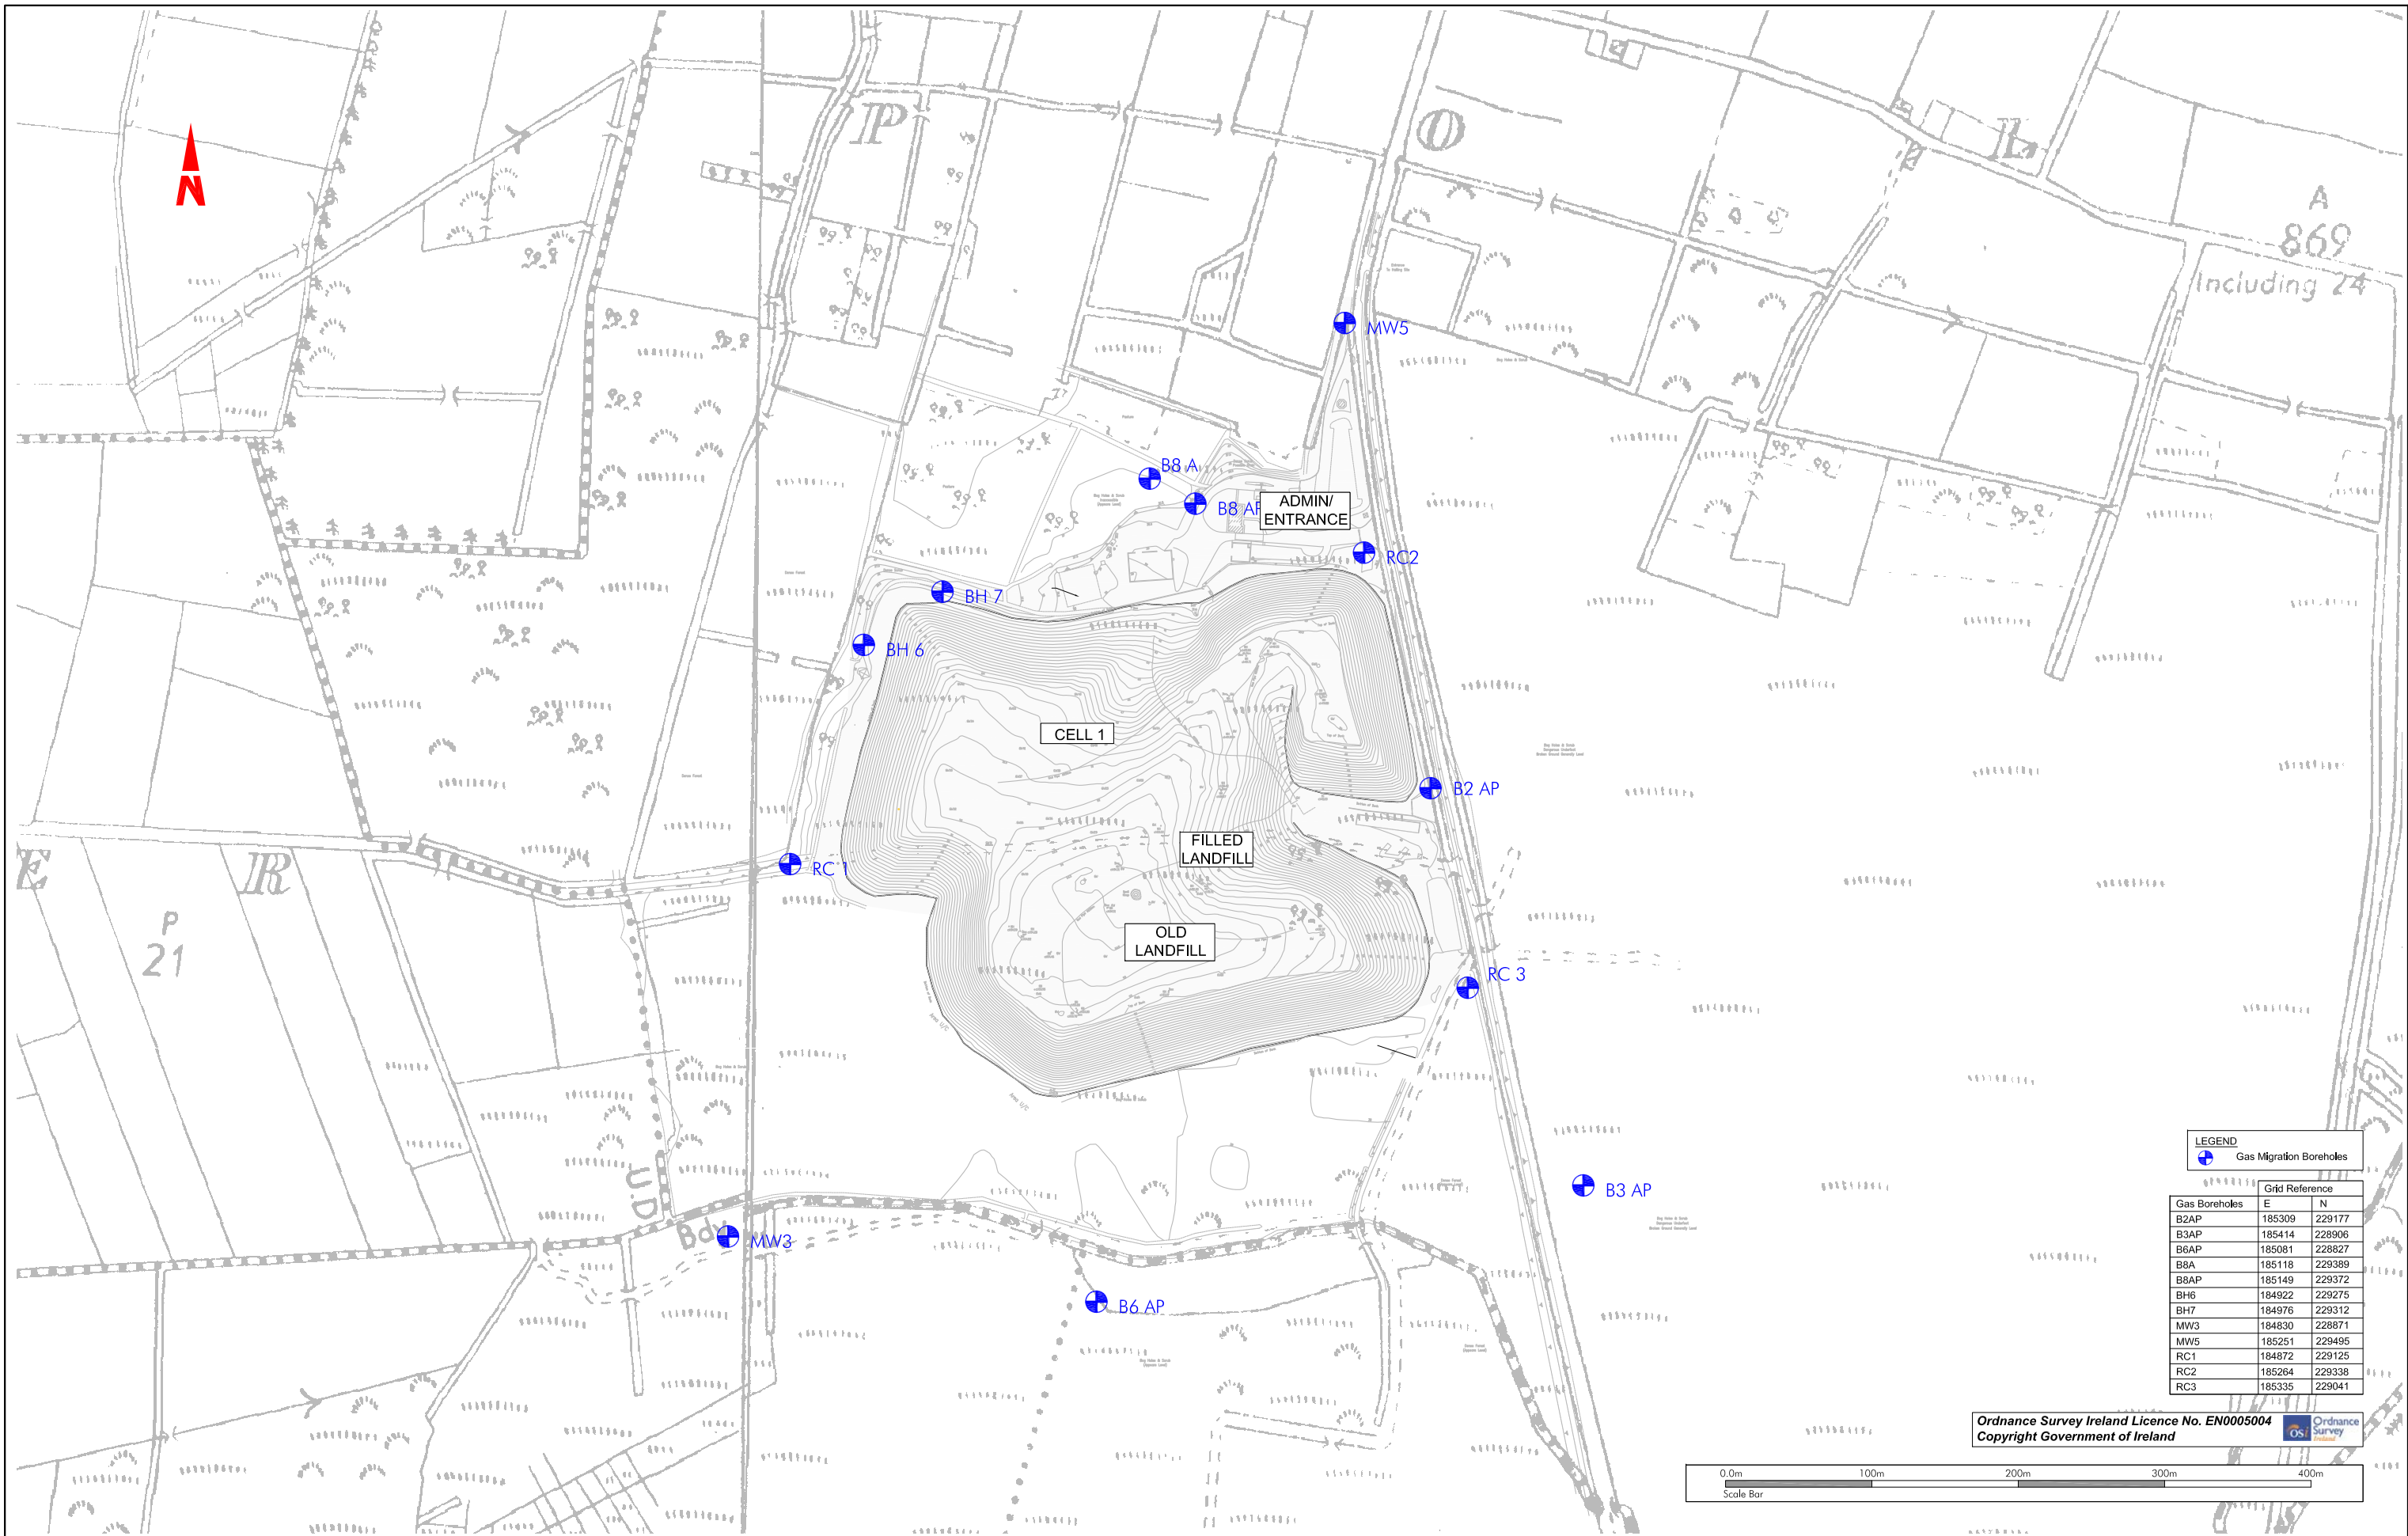 P
O
L
A
869
Including 24
N
MW5
B8 A
B8 AP
ADMIN/
ENTRANCE
RC2
BH 7
BH 6
CELL 1
B2 AP
FILLED
LANDFILL
RC 1
E
R
P
21
OLD
LANDFILL
RC 3
U.D
Bdy
MW3
B3 AP
B6 AP
LEGEND
Gas Migration Boreholes
Grid Reference
Gas Boreholes E N
B2AP 185309 229177
B3AP 185414 228906
B6AP 185081 228827
B8A 185118 229389
B8AP 185149 229372
BH6 184922 229275
BH7 184976 229312
MW3 184830 228871
MW5 185251 229495
RC1 184872 229125
RC2 185264 229338
RC3 185335 229041
Ordnance Survey Ireland Licence No. EN0005004
Copyright Government of Ireland
OSi Ordnance
Survey
Ireland
0.0m 100m 200m 300m 400m
Scale Bar